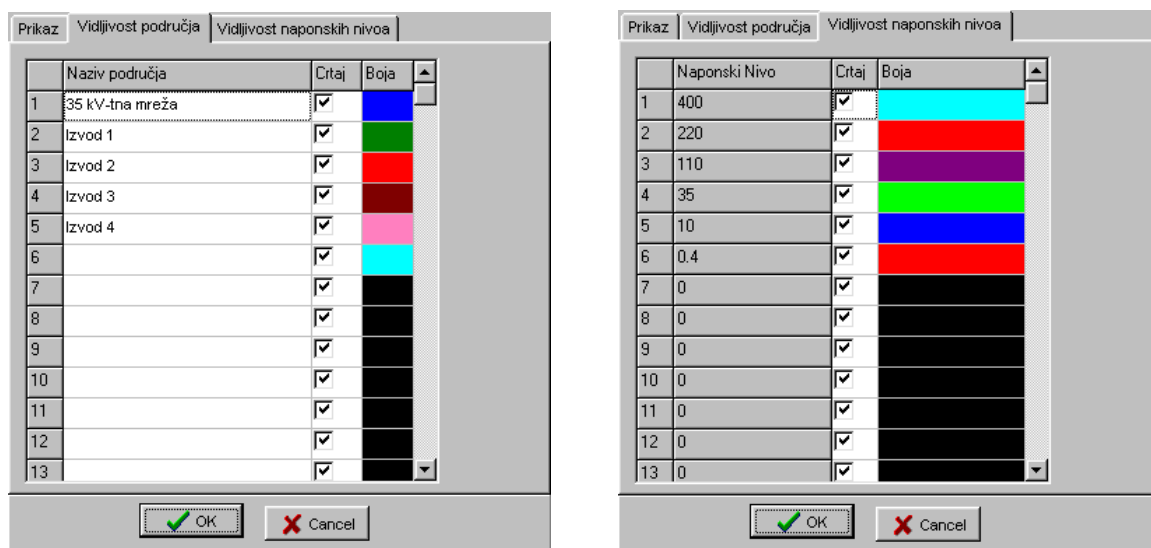 Prikaz Vidljivost područja Vidljivost naponskih nivoa
Naziv područja Crtaj Boja
1 35 kV-tna mreža
2 Izvod 1
3 Izvod 2
4 Izvod 3
5 Izvod 4
6
7
8
9
10
11
12
13
OK Cancel
Prikaz Vidljivost područja Vidljivost naponskih nivoa
Naponski Nivo Crtaj Boja
1 400
2 220
3 110
4 35
5 10
6 0.4
7 0
8 0
9 0
10 0
11 0
12 0
13 0
OK Cancel